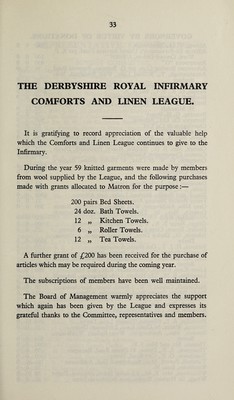 33
THE DERBYSHIRE ROYAL INFIRMARY
COMFORTS AND LINEN LEAGUE.
It is gratifying to record appreciation of the valuable help
which the Comforts and Linen League continues to give to the
Infirmary.
During the year 59 knitted garments were made by members
from wool supplied by the League, and the following purchases
made with grants allocated to Matron for the purpose :—
200 pairs Bed Sheets.
24 doz. Bath Towels.
12 „ Kitchen Towels.
6 „ Roller Towels.
12 „ Tea Towels.
A further grant of £200 has been received for the purchase of
articles which may be required during the coming year.
The subscriptions of members have been well maintained.
The Board of Management warmly appreciates the support
which again has been given by the League and expresses its
grateful thanks to the Committee, representatives and members.